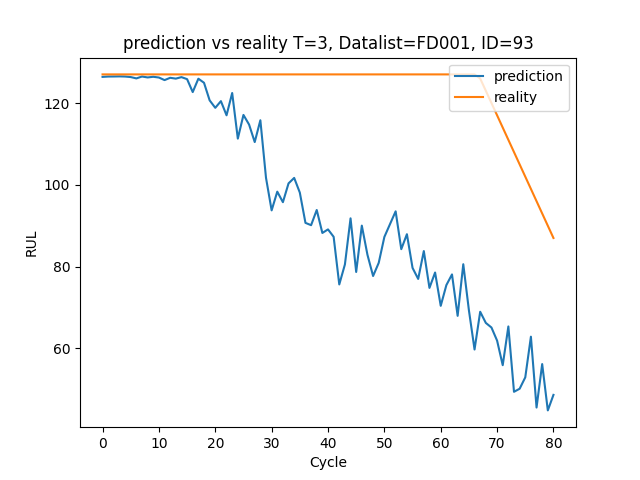 prediction vs reality T=3, Datalist=FD001, ID=93
prediction
reality
RUL
120
100
80
60
0 10 20 30 40 50 60 70 80
Cycle